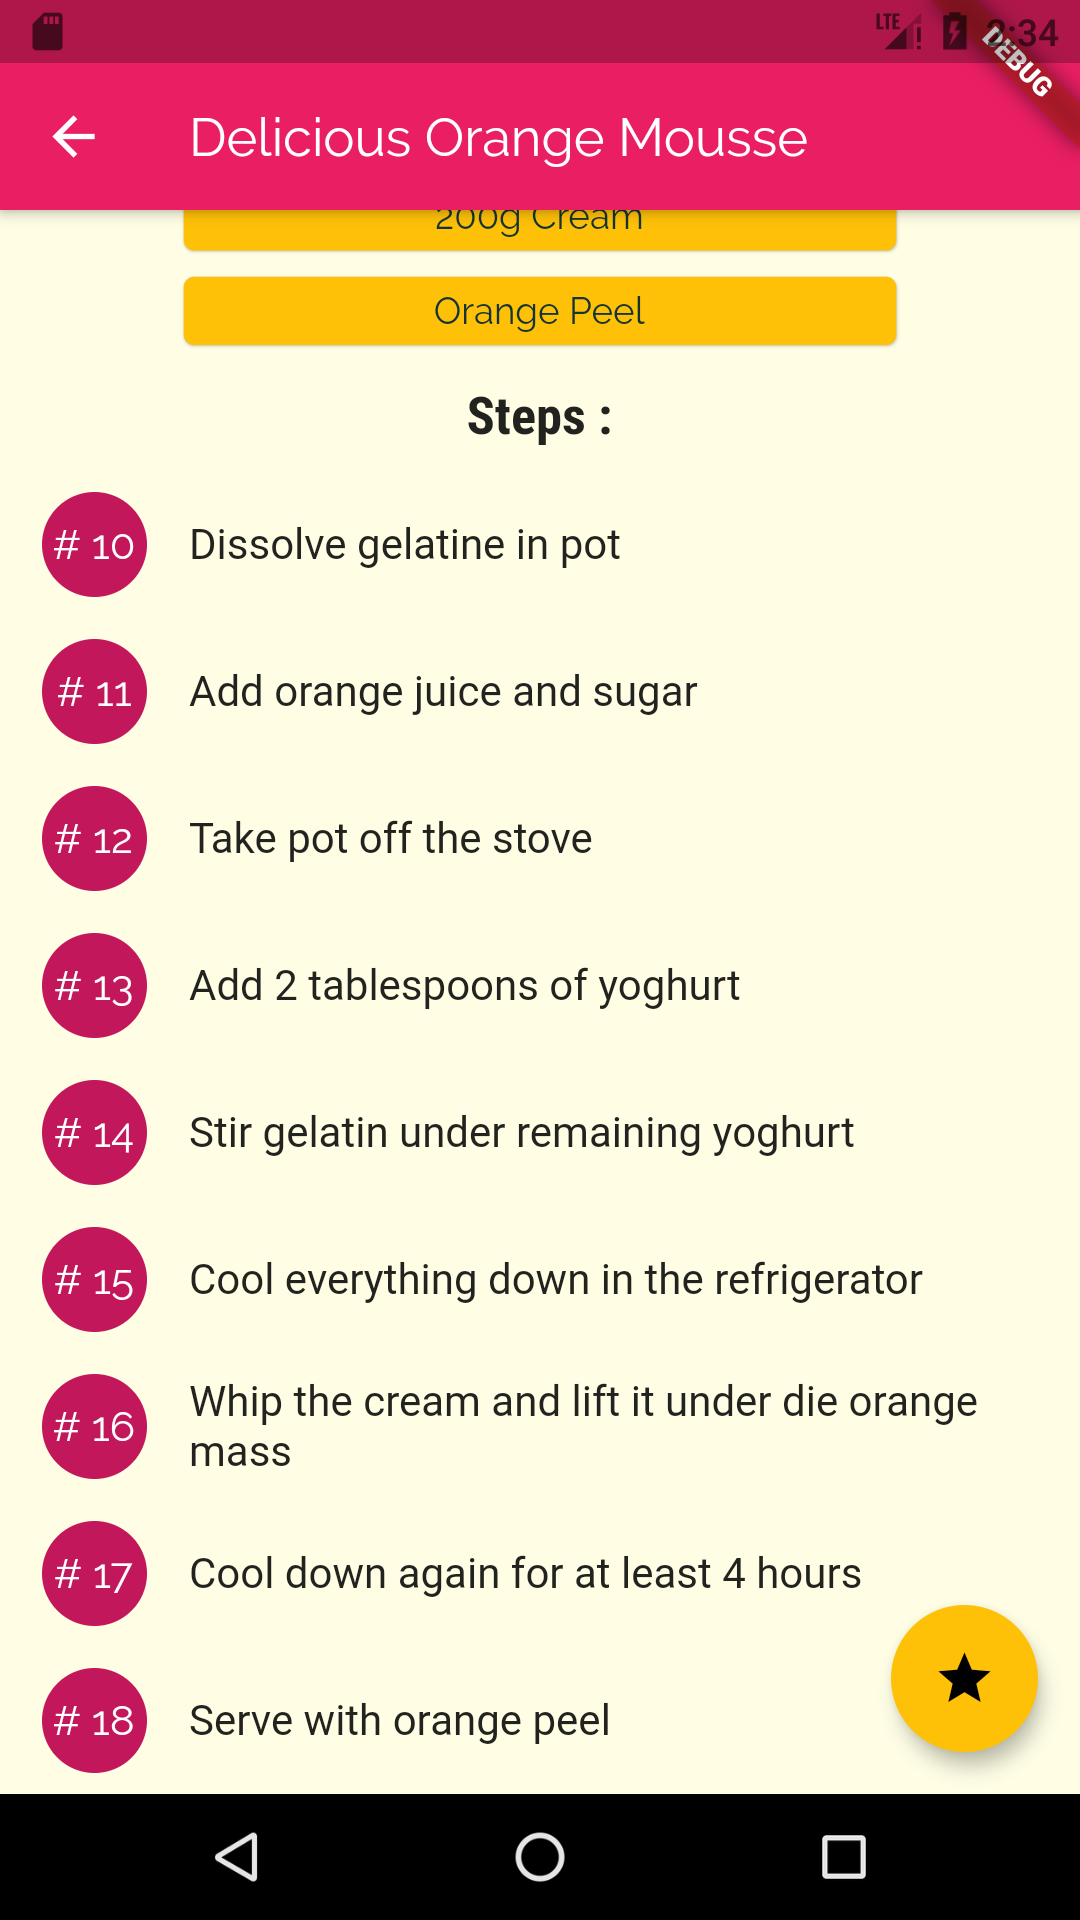 LTE
2:34
DEBUG
Delicious Orange Mousse
200g Cream
Orange Peel
Steps :
# 10 Dissolve gelatine in pot
# 11 Add orange juice and sugar
# 12 Take pot off the stove
# 13 Add 2 tablespoons of yoghurt
# 14 Stir gelatin under remaining yoghurt
# 15 Cool everything down in the refrigerator
# 16 Whip the cream and lift it under die orange
mass
# 17 Cool down again for at least 4 hours
# 18 Serve with orange peel